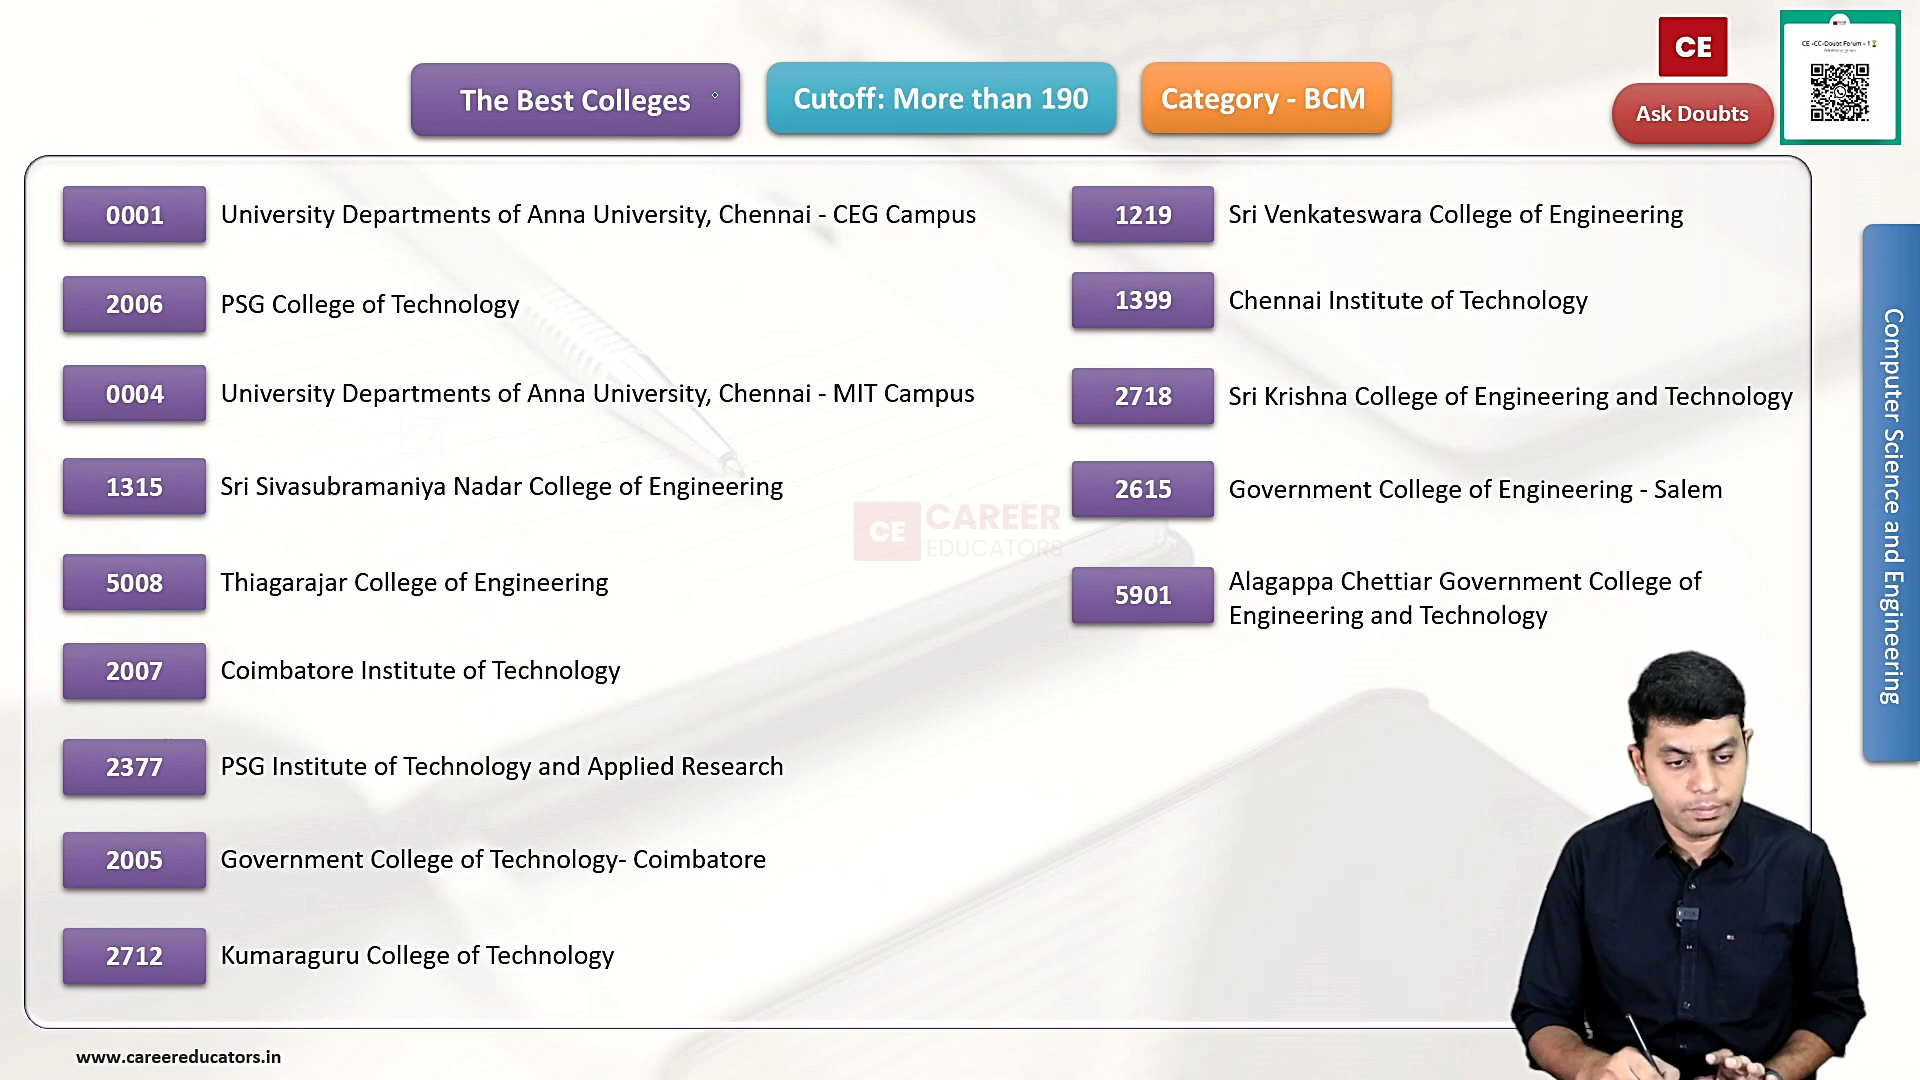 The Best Colleges
Cutoff: More than 190
Category - BCM
CE
Ask Doubts
CE -CC-Doubt Forum - 1
0001 University Departments of Anna University, Chennai - CEG Campus
2006 PSG College of Technology
0004 University Departments of Anna University, Chennai - MIT Campus
1315 Sri Sivasubramaniya Nadar College of Engineering
5008 Thiagarajar College of Engineering
2007 Coimbatore Institute of Technology
2377 PSG Institute of Technology and Applied Research
2005 Government College of Technology- Coimbatore
2712 Kumaraguru College of Technology
1219 Sri Venkateswara College of Engineering
1399 Chennai Institute of Technology
2718 Sri Krishna College of Engineering and Technology
2615 Government College of Engineering - Salem
5901 Alagappa Chettiar Government College of
Engineering and Technology
CE CAREER
EDUCATORS
Computer Science and Engineering
www.careereducators.in